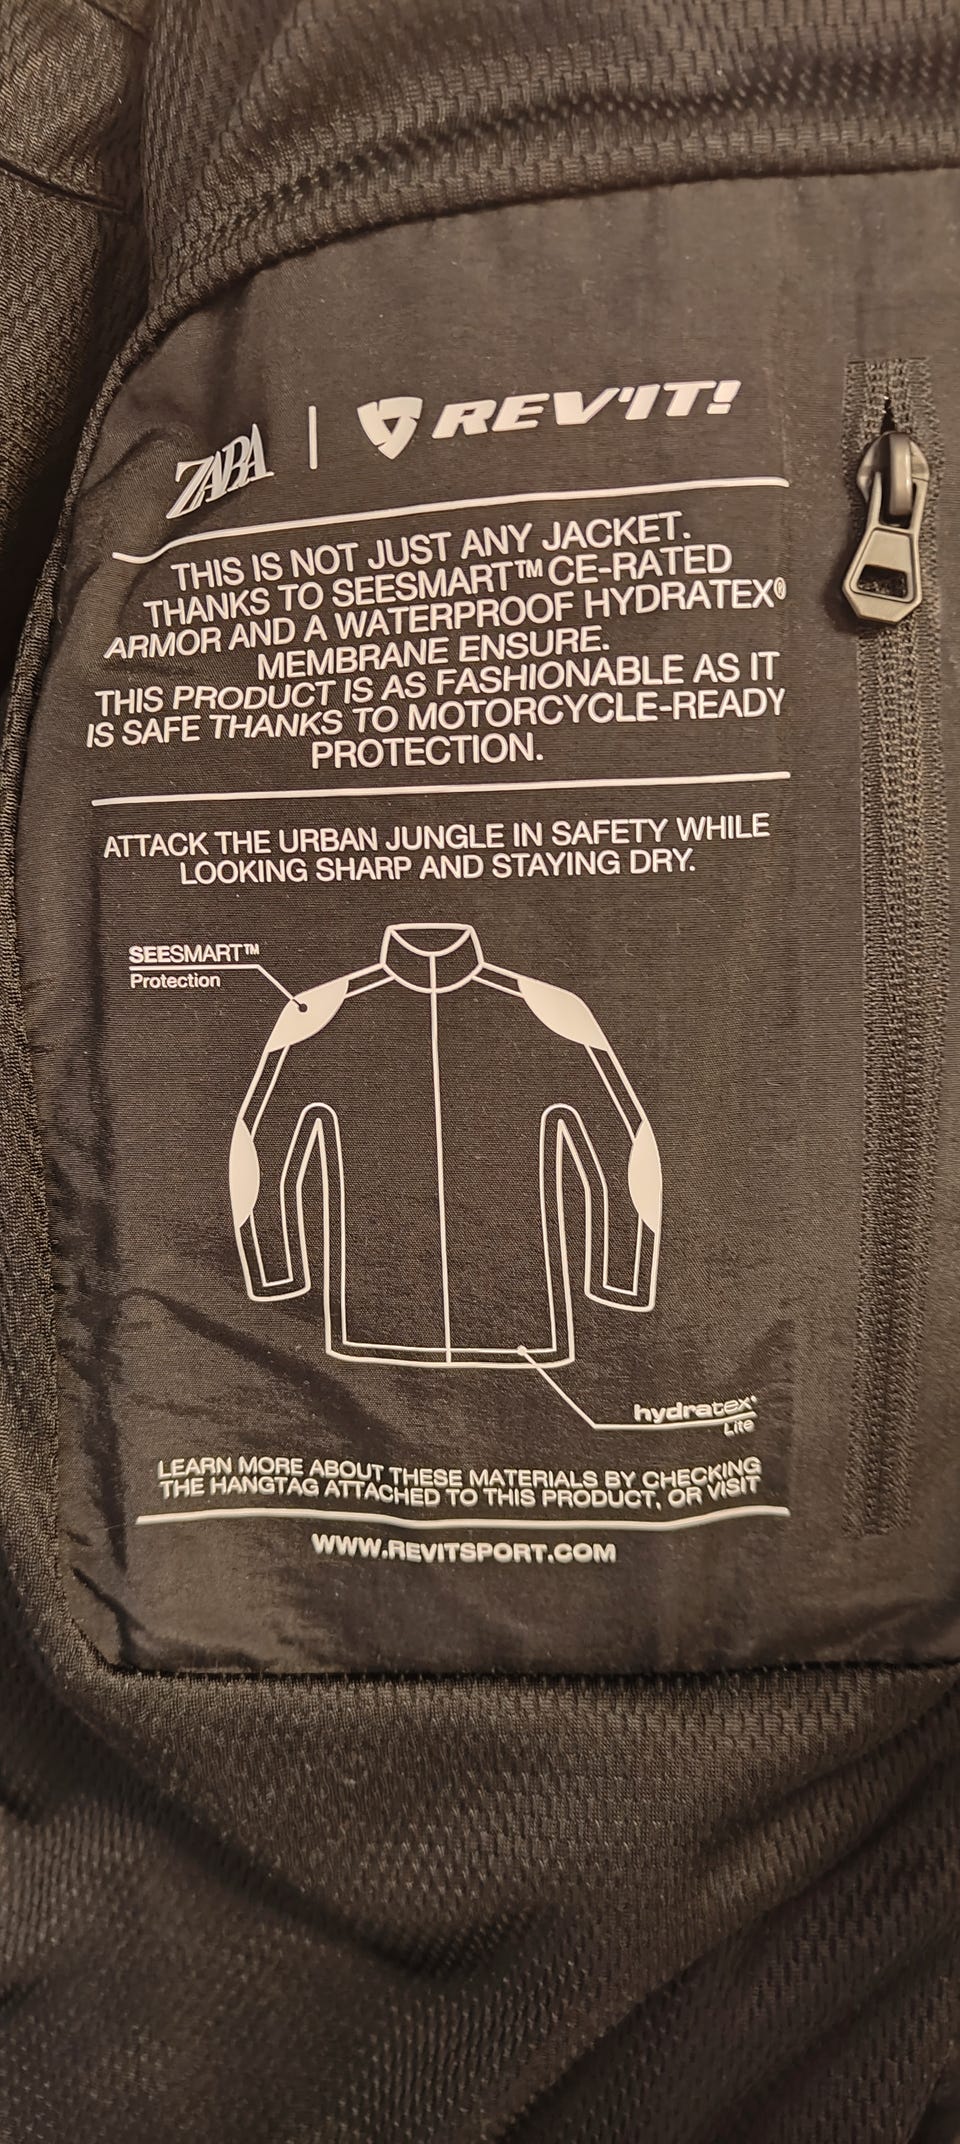 ZARA | REV'IT!
THIS IS NOT JUST ANY JACKET.
THANKS TO SEESMART™ CE-RATED
ARMOR AND A WATERPROOF HYDRATEX®
MEMBRANE ENSURE.
THIS PRODUCT IS AS FASHIONABLE AS IT
IS SAFE THANKS TO MOTORCYCLE-READY
PROTECTION.
ATTACK THE URBAN JUNGLE IN SAFETY WHILE
LOOKING SHARP AND STAYING DRY.
SEESMART™
Protection
hydratex®
Lite
LEARN MORE ABOUT THESE MATERIALS BY CHECKING
THE HANGTAG ATTACHED TO THIS PRODUCT, OR VISIT
WWW.REVITSPORT.COM